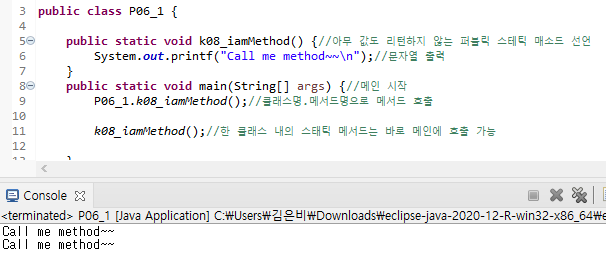 3 public class P06_1 {
4
5 public static void k08_iamMethod() {//아무 값도 리턴하지 않는 퍼블릭 스테틱 매소드 선언
6 System.out.printf("Call me method~~\n");//문자열 출력
7 }
8 public static void main(String[] args) {//메인 시작
9 P06_1.k08_iamMethod();//클래스명.메서드명으로 메서드 호출
10
11 k08_iamMethod();//한 클래스 내의 스태틱 메서드는 바로 메인에 호출 가능
12
Console
<terminated> P06_1 [Java Application] C:₩Users₩김은비₩Downloads₩eclipse-java-2020-12-R-win32-x86_64₩e
Call me method~~
Call me method~~